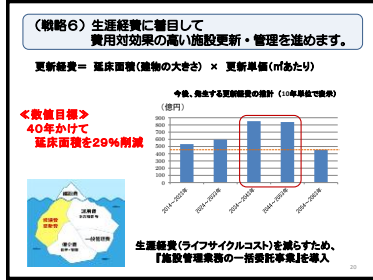 （戦略６）生涯経費に着目して
費用対効果の高い施設更新・管理を進めます。
更新経費＝ 延床面積（建物の大きさ） × 更新単価（㎡あたり）
今後、発生する更新経費の推計（10年単位で表示）
（億円）
≪数値目標≫
40年かけて
延床面積を29％削減
900
800
700
600
500
400
300
200
100
0
建設費
運用費
保全費
修繕費
一般管理費
生涯経費（ライフサイクルコスト）を減らすため、
『施設管理業務の一括委託事業』を導入
20